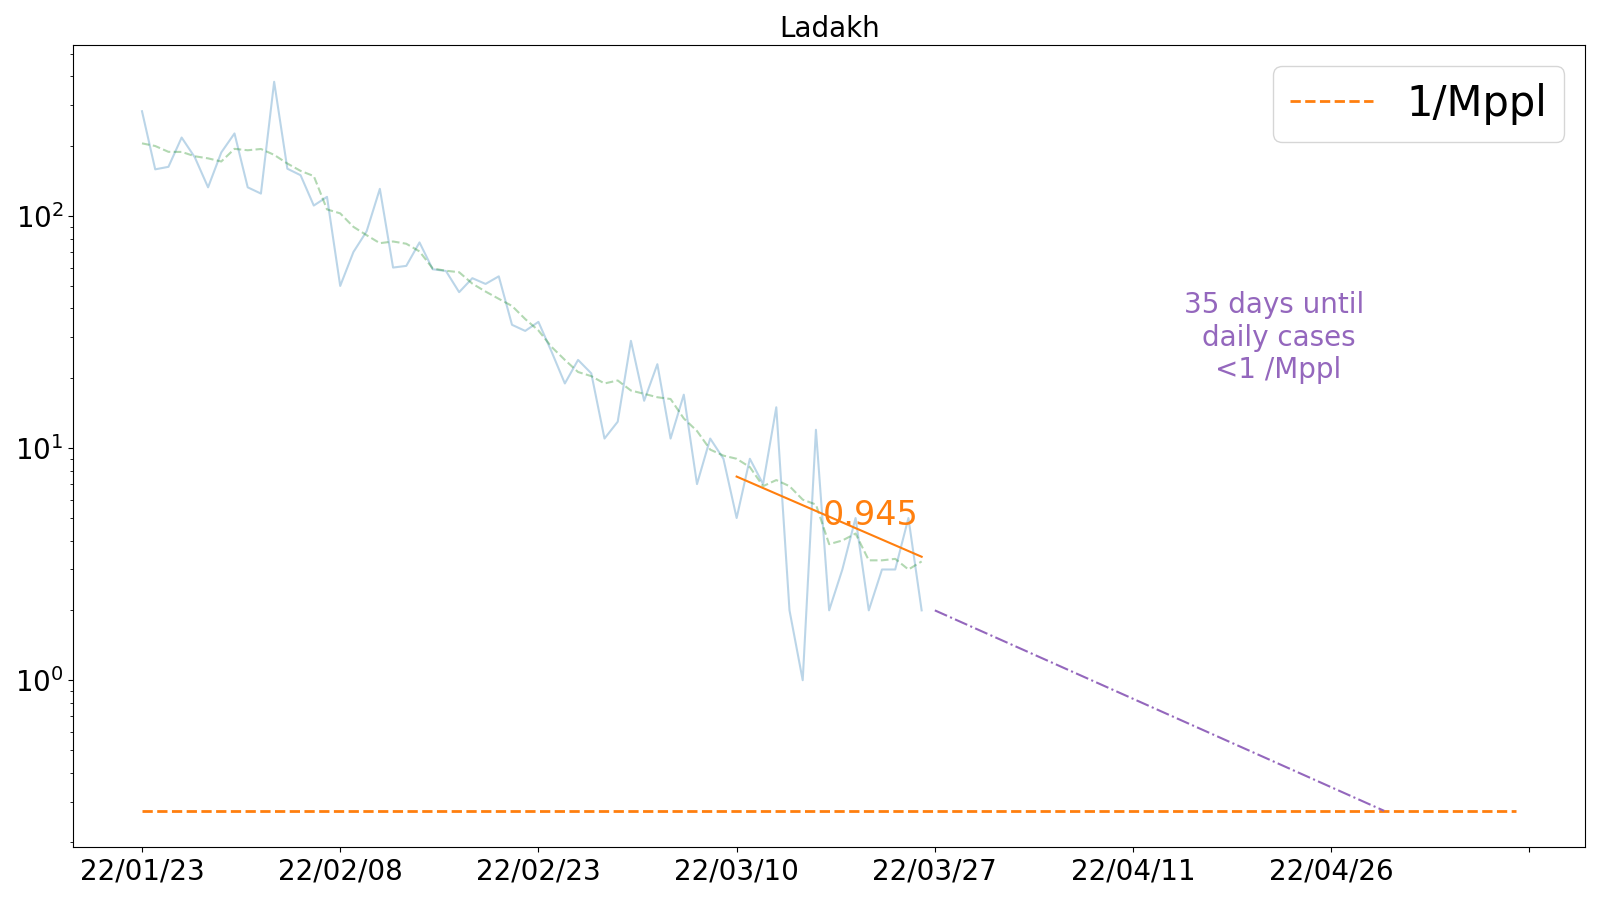 Ladakh
1/Mppl
10²
35 days until
daily cases
<1 /Mppl
10¹
0.945
10⁰
22/01/23 22/02/08 22/02/23 22/03/10 22/03/27 22/04/11 22/04/26